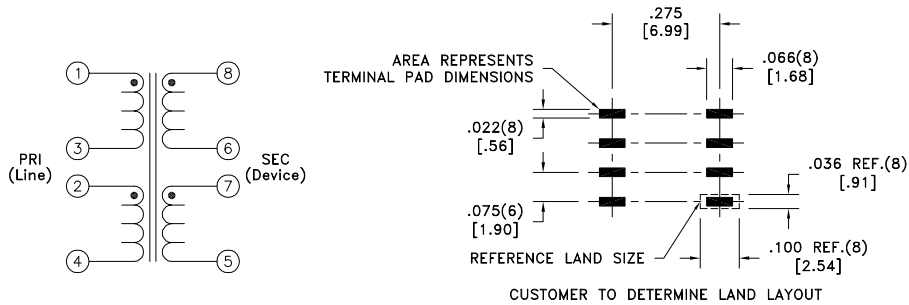 1
3
2
4
PRI
(Line)
8
6
7
5
SEC
(Device)
.275
[6.99]
AREA REPRESENTS
TERMINAL PAD DIMENSIONS
.066(8)
[1.68]
.022(8)
[.56]
.036 REF.(8)
[.91]
.075(6)
[1.90]
REFERENCE LAND SIZE
.100 REF.(8)
[2.54]
CUSTOMER TO DETERMINE LAND LAYOUT